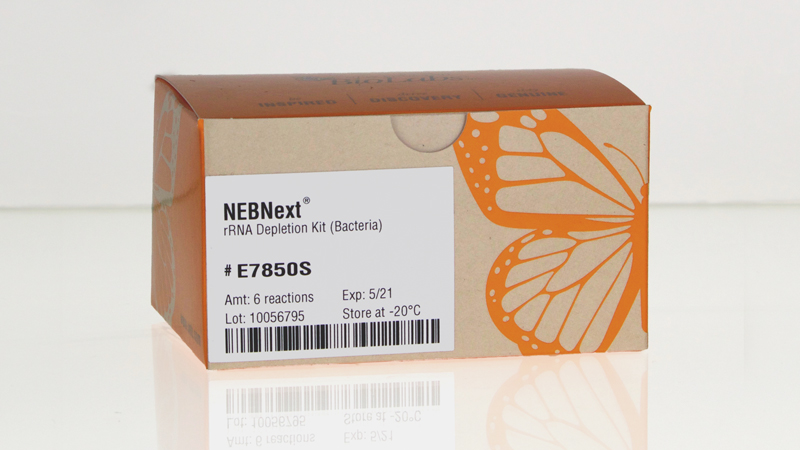 BioLabs
INSPIRED | DISCOVERY | GENUINE
NEBNext®
rRNA Depletion Kit (Bacteria)
# E7850S
Amt: 6 reactions Exp: 5/21
Lot: 10056795 Store at -20°C